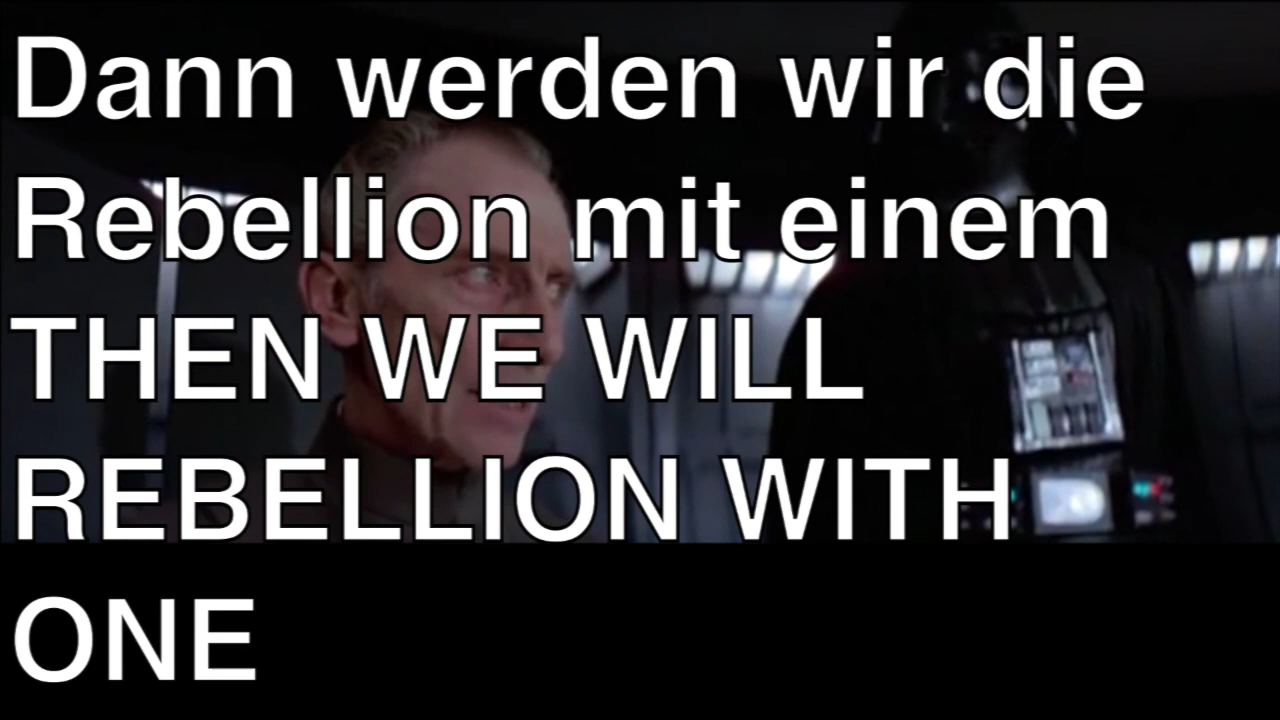 Dann werden wir die
Rebellion mit einem
THEN WE WILL
REBELLION WITH
ONE